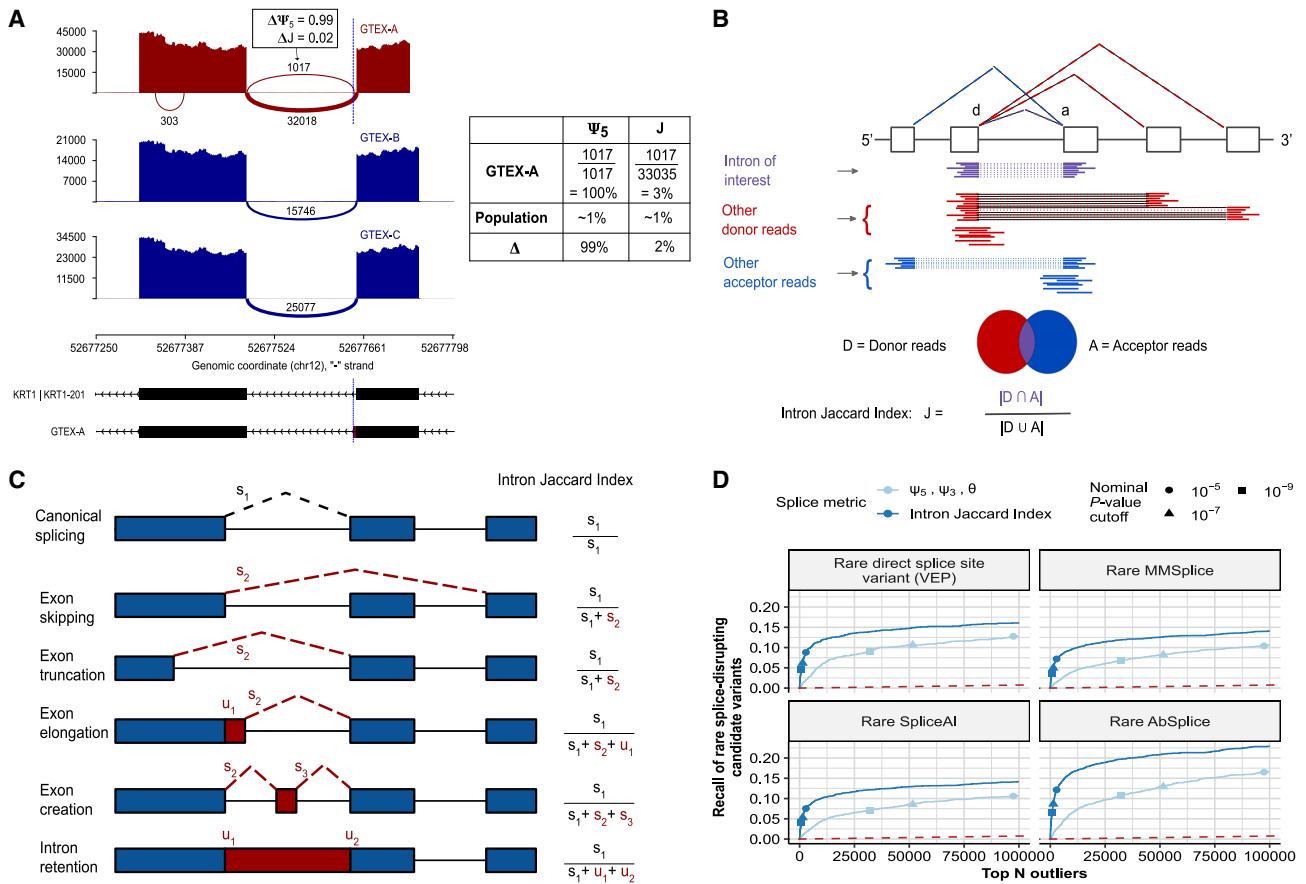 A
ΔΨ5 = 0.99
ΔJ = 0.02
GTEX-A
45000
30000
15000
1017
303
32018
GTEX-B
21000
14000
7000
15746
GTEX-C
34500
23000
11500
25077
52677250 52677387 52677524 52677661 52677798
Genomic coordinate (chr12), "-" strand
KRT1 | KRT1-201
GTEX-A
Ψ5 J
GTEX-A
1017 1017
1017 33035
= 100% = 3%
Population ~1% ~1%
Δ 99% 2%
B
d a
5' 3'
Intron of
interest
Other
donor reads
{
Other
acceptor reads
{
D = Donor reads A = Acceptor reads
Intron Jaccard Index: J =
|D ∩ A|
|D ∪ A|
C
Intron Jaccard Index
Canonical
splicing
s1
s1
s1
Exon
skipping
s2
s1
s1+ s2
Exon
truncation
s2
s1
s1+ s2
Exon
elongation
u1 s2
s1
s1+ s2+ u1
Exon
creation
s2 s3
s1
s1+ s2+ s3
Intron
retention
u1 u2
s1
s1+ u1+ u2
D
Splice metric
Ψ5 , Ψ3 , θ
Intron Jaccard Index
Nominal
P-value
cutoff
10-5
10-9
10-7
Rare direct splice site
variant (VEP)
Rare MMSplice
0.20
0.15
0.10
0.05
0.00
Rare SpliceAI
Rare AbSplice
0.20
0.15
0.10
0.05
0.00
Recall of rare splice-disrupting
candidate variants
0 25000 50000 75000 100000 0 25000 50000 75000 100000
Top N outliers